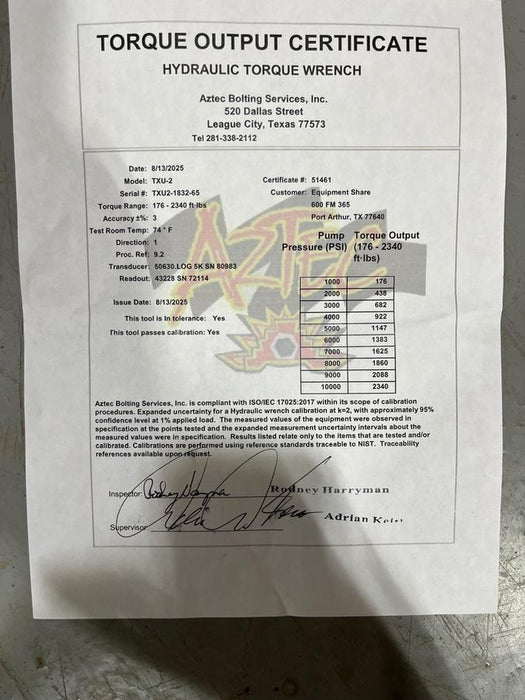 TORQUE OUTPUT CERTIFICATE
HYDRAULIC TORQUE WRENCH
Aztec Bolting Services, Inc.
520 Dallas Street
League City, Texas 77573
Tel 281-338-2112
Date: 8/13/2025
Model: TXU-2
Certificate #: 51461
Serial #: TXU2-1832-65
Customer: Equipment Share
Torque Range: 176 - 2340 ft·lbs
600 FM 365
Accuracy ±%: 3
Port Arthur, TX 77640
Test Room Temp: 74 ° F
Direction: 1
Proc. Ref: 9.2
Transducer: 50630.LOG 5K SN 80983
Readout: 43228 SN 72114
Pump Torque Output
Pressure (PSI) (176 - 2340
ft·lbs)
1000 176
2000 438
3000 682
4000 922
5000 1147
6000 1383
7000 1625
8000 1860
9000 2088
10000 2340
Issue Date: 8/13/2025
This tool is In tolerance: Yes
This tool passes calibration: Yes
AZTEC
Aztec Bolting Services, Inc. is compliant with ISO/IEC 17025:2017 within its scope of calibration
procedures. Expanded uncertainty for a Hydraulic wrench calibration at k=2, with approximately 95%
confidence level at 1% applied load. The measured values of the equipment were observed in
specification at the points tested and the expanded measurement uncertainty intervals about the
measured values were in specification. Results listed relate only to the items that are tested and/or
calibrated. Calibrations are performed using reference standards traceable to NIST. Traceability
references available upon request.
Inspector: Rodney Harryman
Supervisor: Adrian